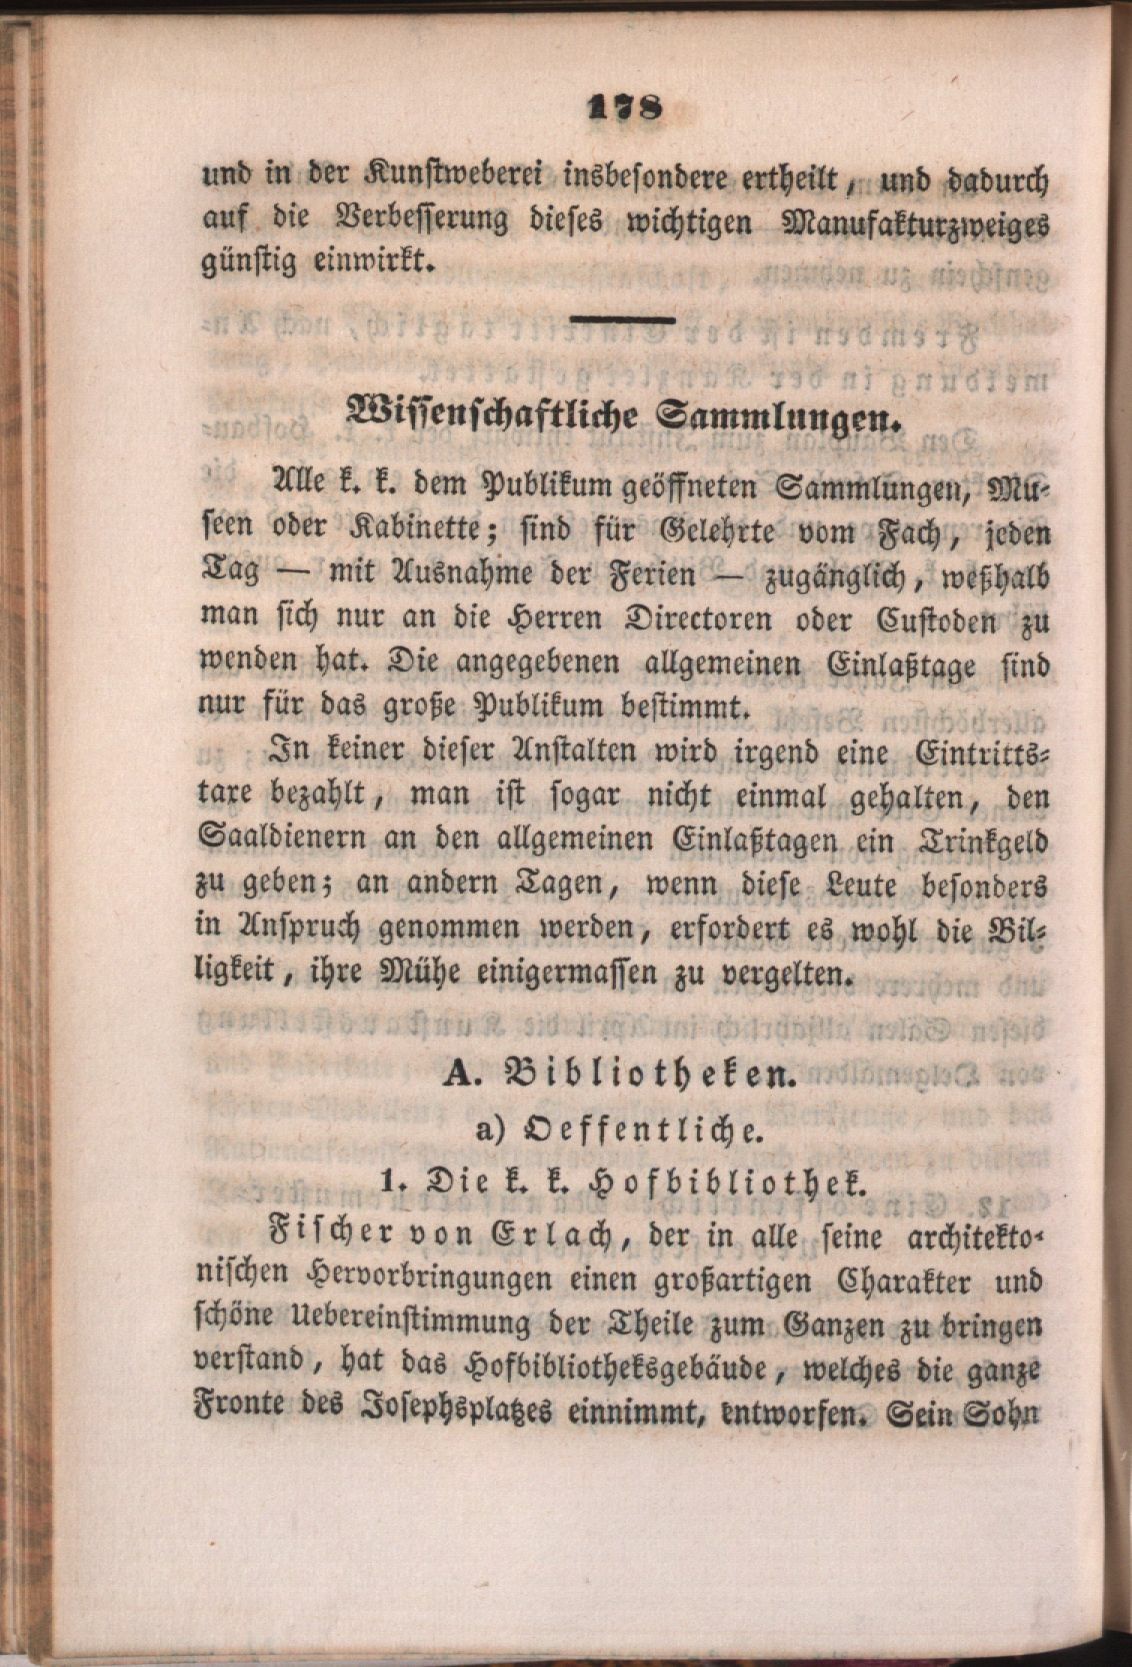 178
und in der Kunstweberei insbesondere ertheilt, und dadurch
auf die Verbesserung dieses wichtigen Manufakturzweiges
günstig einwirkt.
Wissenschaftliche Sammlungen.
Alle k. k. dem Publikum geöffneten Sammlungen, Mu-
seen oder Kabinette; sind für Gelehrte vom Fach, jeden
Tag — mit Ausnahme der Ferien — zugänglich, weßhalb
man sich nur an die Herren Directoren oder Custoden zu
wenden hat. Die angegebenen allgemeinen Einlaßtage sind
nur für das große Publikum bestimmt.
In keiner dieser Anstalten wird irgend eine Eintritts-
taxe bezahlt, man ist sogar nicht einmal gehalten, den
Saaldienern an den allgemeinen Einlaßtagen ein Trinkgeld
zu geben; an andern Tagen, wenn diese Leute besonders
in Anspruch genommen werden, erfordert es wohl die Bil-
ligkeit, ihre Mühe einigermassen zu vergelten.
A. Bibliotheken.
a) Oeffentliche.
1. Die k. k. Hofbibliothek.
Fischer von Erlach, der in alle seine architekto-
nischen Hervorbringungen einen großartigen Charakter und
schöne Uebereinstimmung der Theile zum Ganzen zu bringen
verstand, hat das Hofbibliotheksgebäude, welches die ganze
Fronte des Josephsplatzes einnimmt, entworfen. Sein Sohn